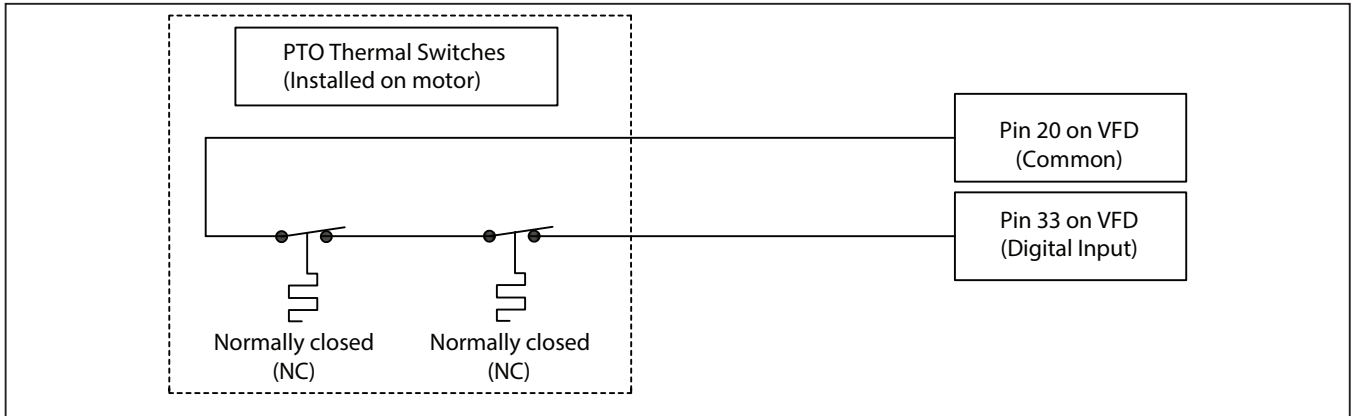 PTO Thermal Switches
(Installed on motor)
Pin 20 on VFD
(Common)
Pin 33 on VFD
(Digital Input)
Normally closed
(NC)
Normally closed
(NC)